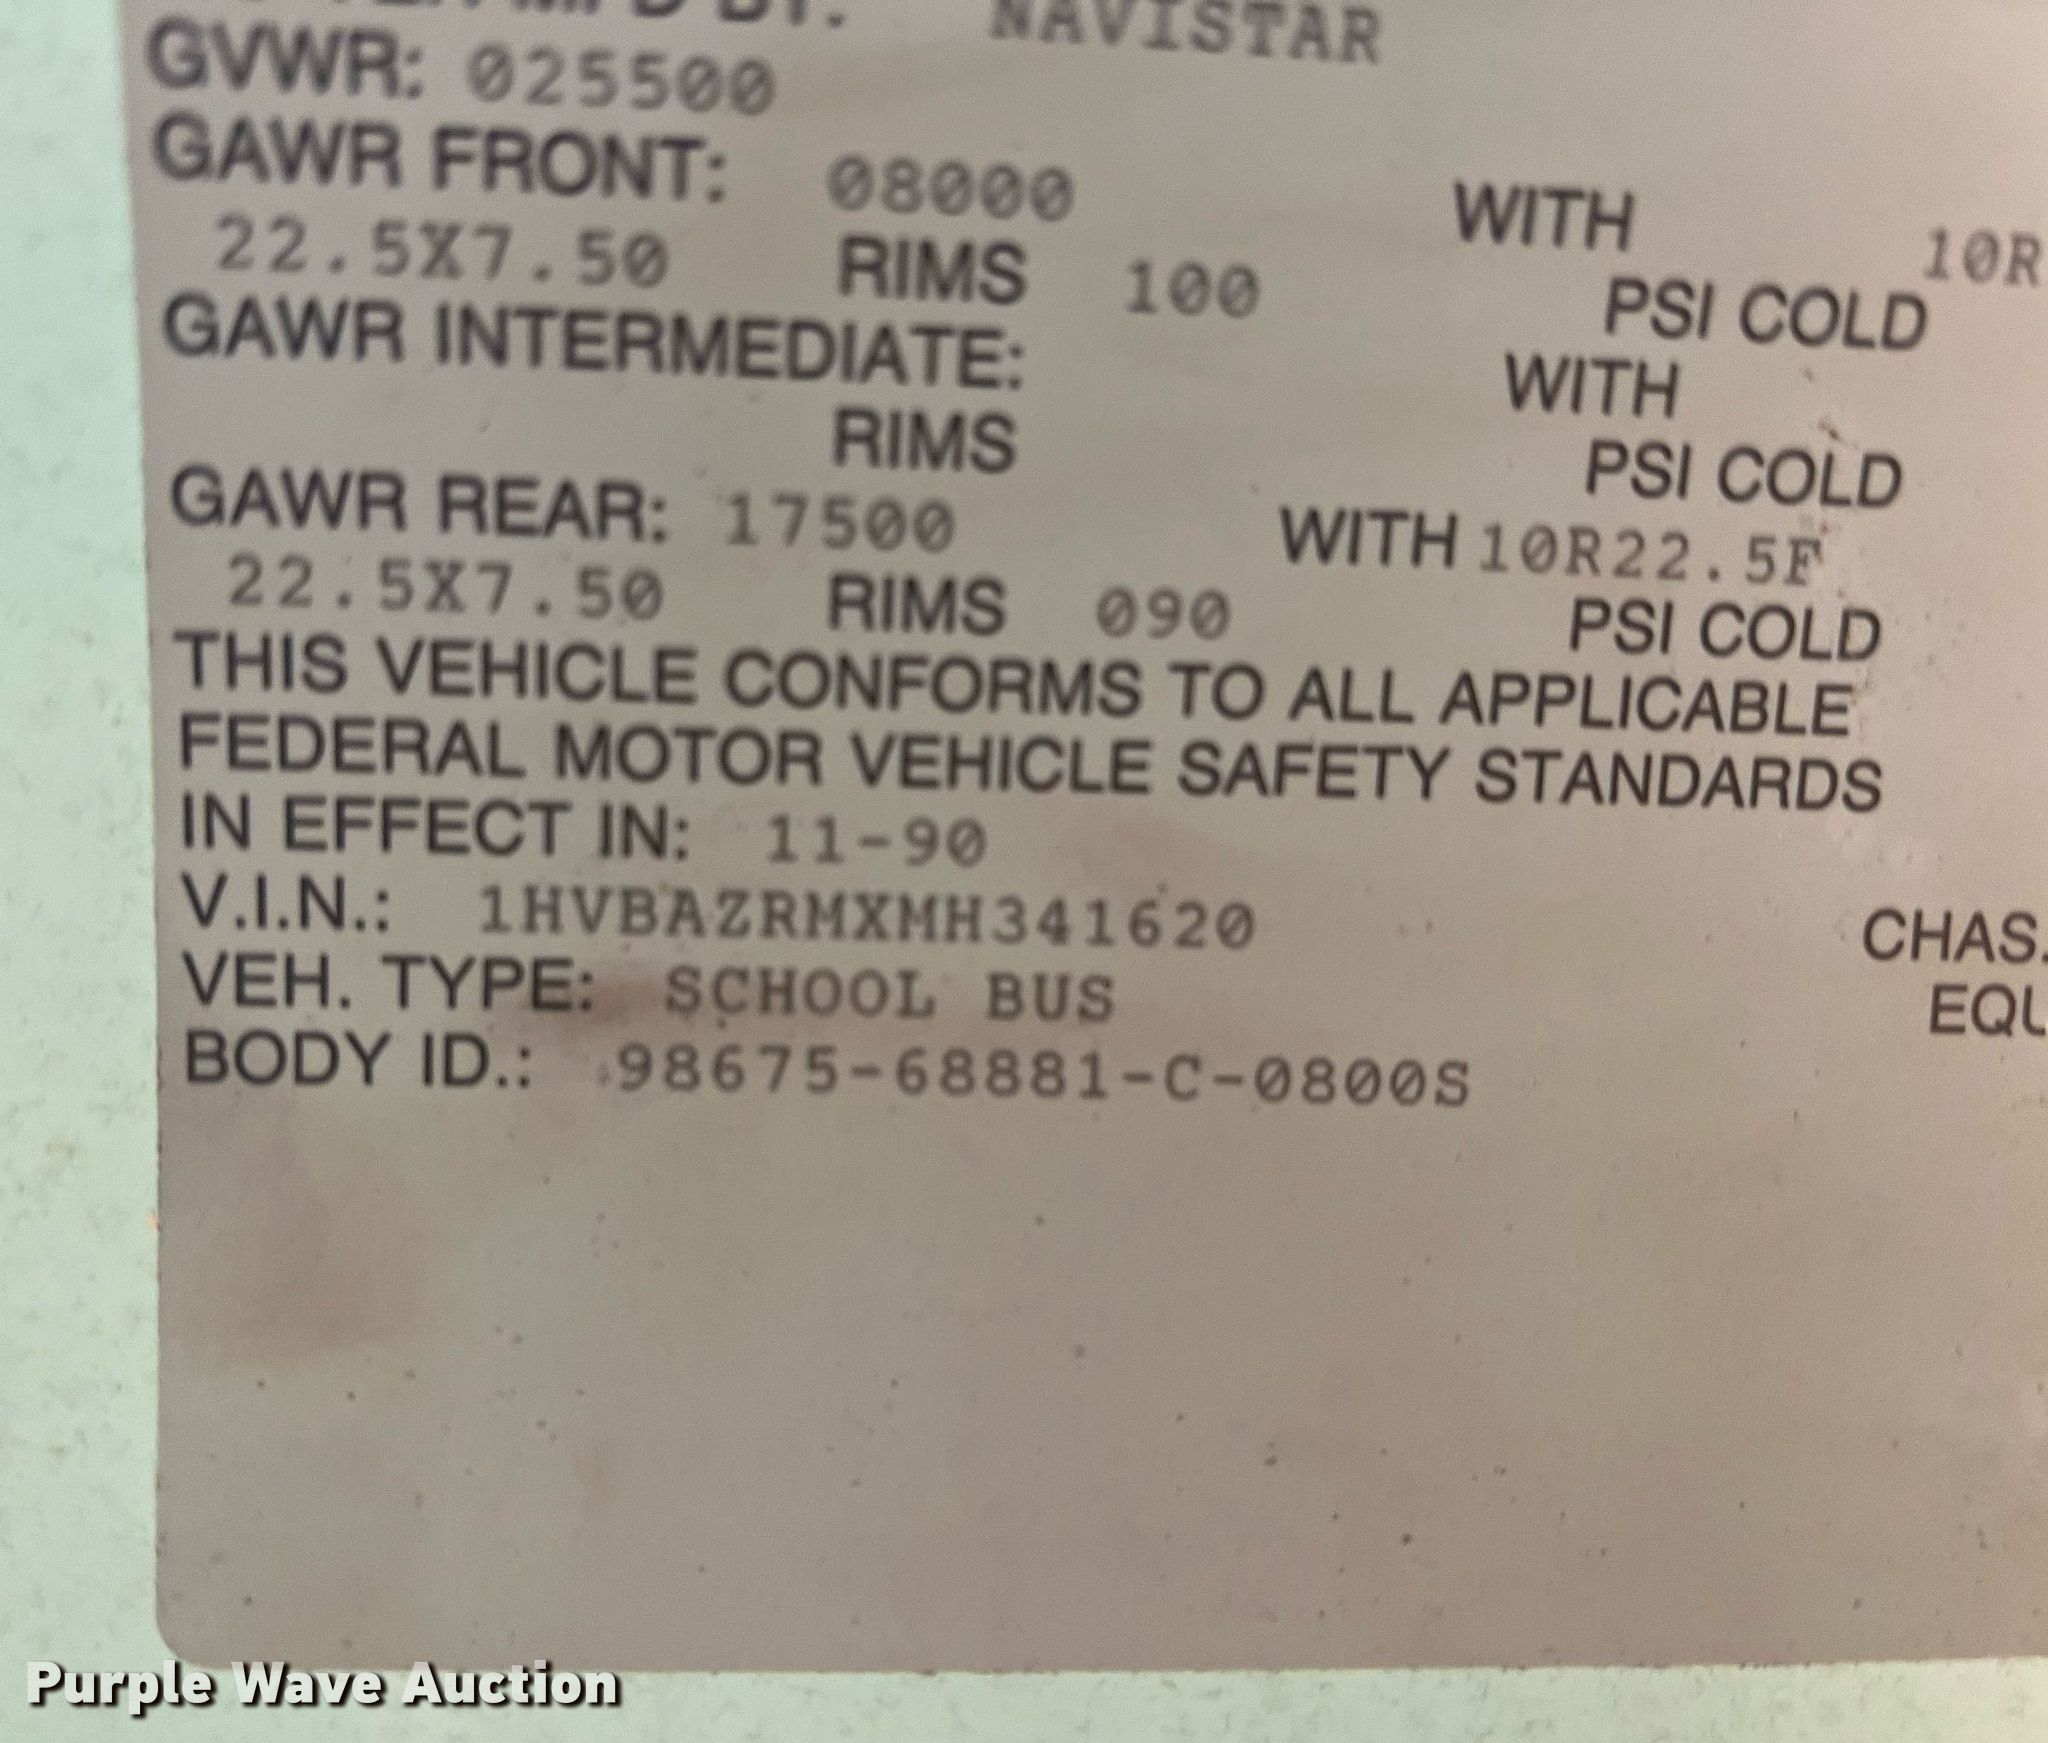 MFD BY: NAVISTAR
GVWR: 025500
GAWR FRONT: 08000 WITH 10R
22.5X7.50 RIMS 100 PSI COLD
GAWR INTERMEDIATE: WITH
RIMS PSI COLD
GAWR REAR: 17500 WITH 10R22.5F
22.5X7.50 RIMS 090 PSI COLD
THIS VEHICLE CONFORMS TO ALL APPLICABLE
FEDERAL MOTOR VEHICLE SAFETY STANDARDS
IN EFFECT IN: 11-90
V.I.N.: 1HVBAZRMXMH341620 CHAS.
VEH. TYPE: SCHOOL BUS EQU
BODY ID.: 98675-68881-C-0800S
Purple Wave Auction